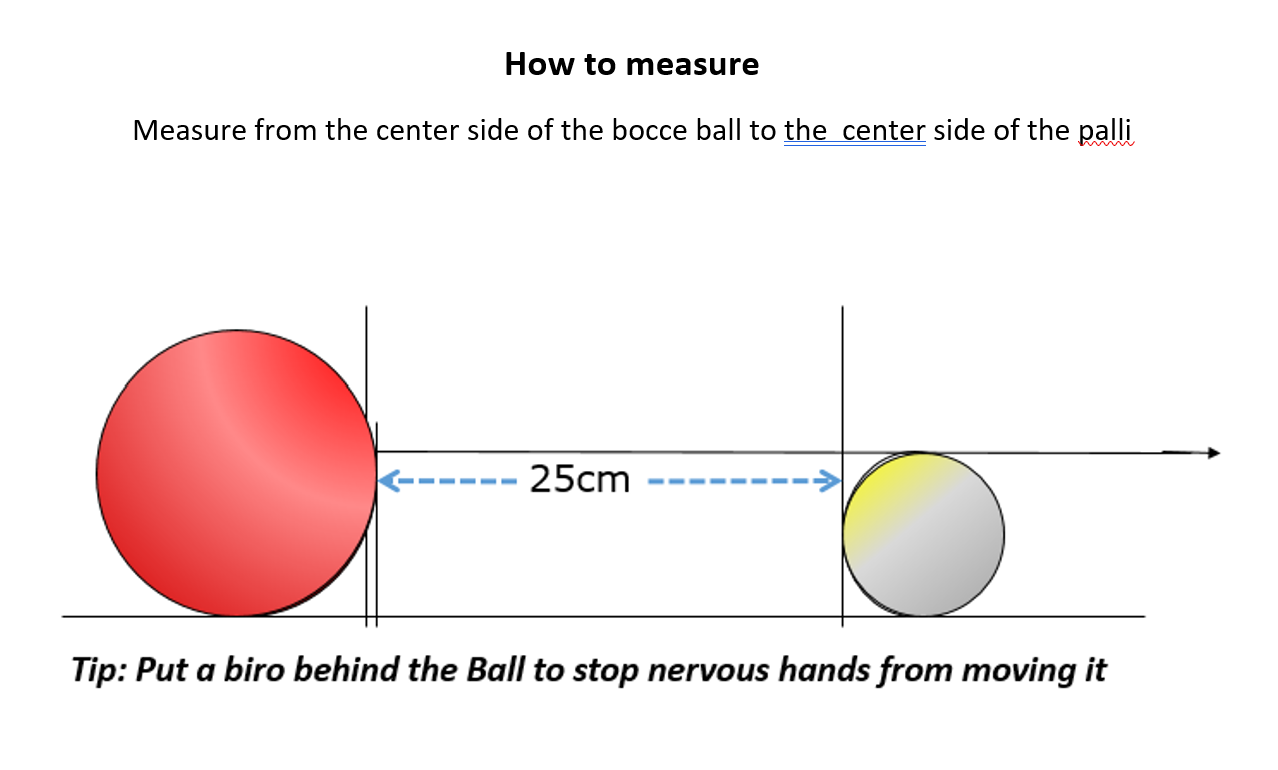 How to measure
Measure from the center side of the bocce ball to the  center side of the palli
25cm
Tip: Put a biro behind the Ball to stop nervous hands from moving it